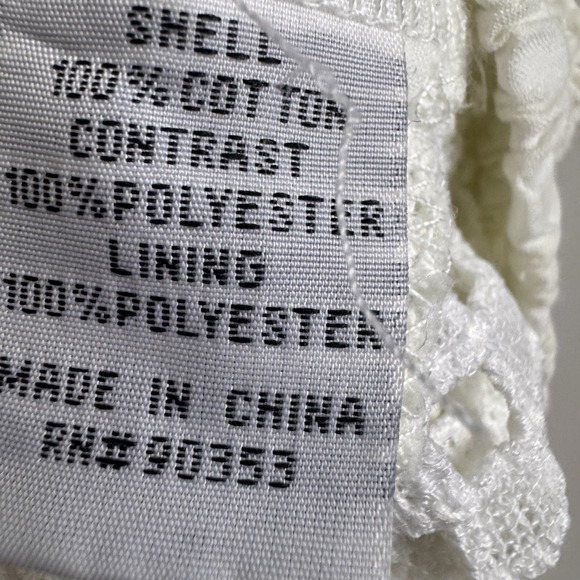 SHELL
100%COTTON
CONTRAST
100%POLYESTER
LINING
100%POLYESTER
MADE IN CHINA
RN#90353